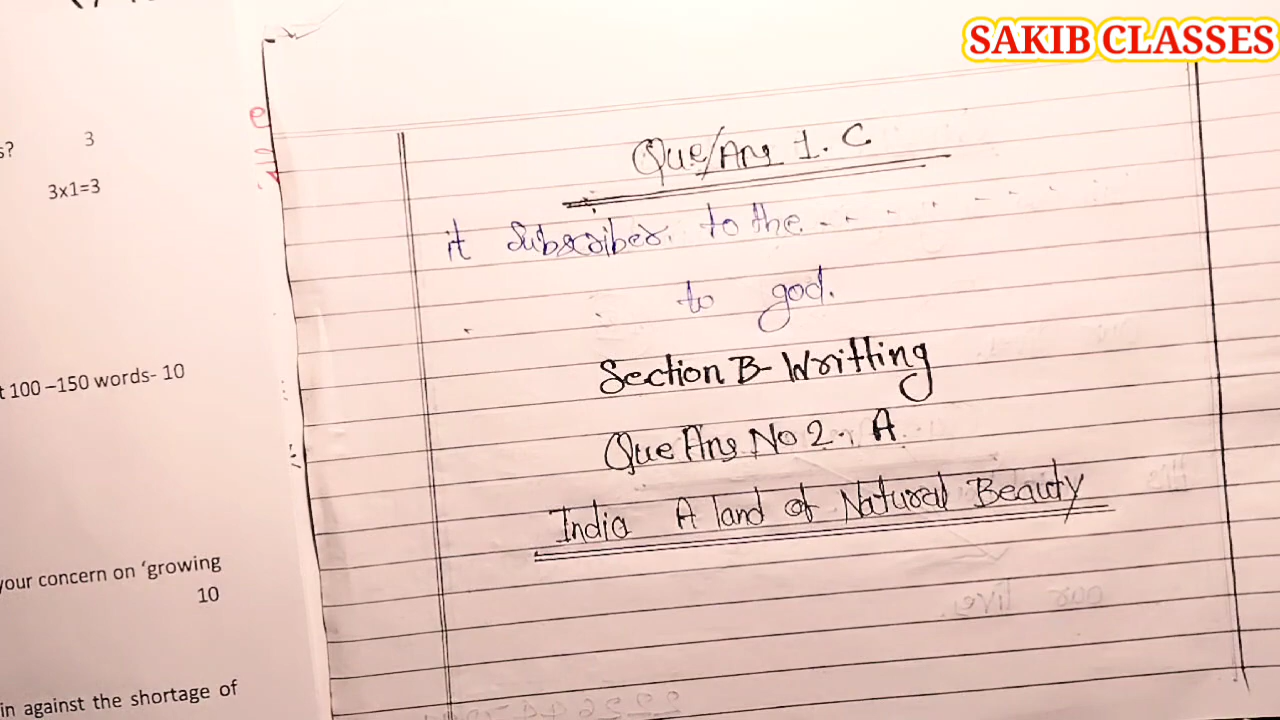 SAKIB CLASSES
s? 3
3x1=3
t 100 –150 words- 10
your concern on ‘growing
10
in against the shortage of
Que/Ans 1. C
it subscriber. to the - - - - - - - -
to god.
Section B- Writting
Que Ans No 2. A
India A land of Natural Beauty